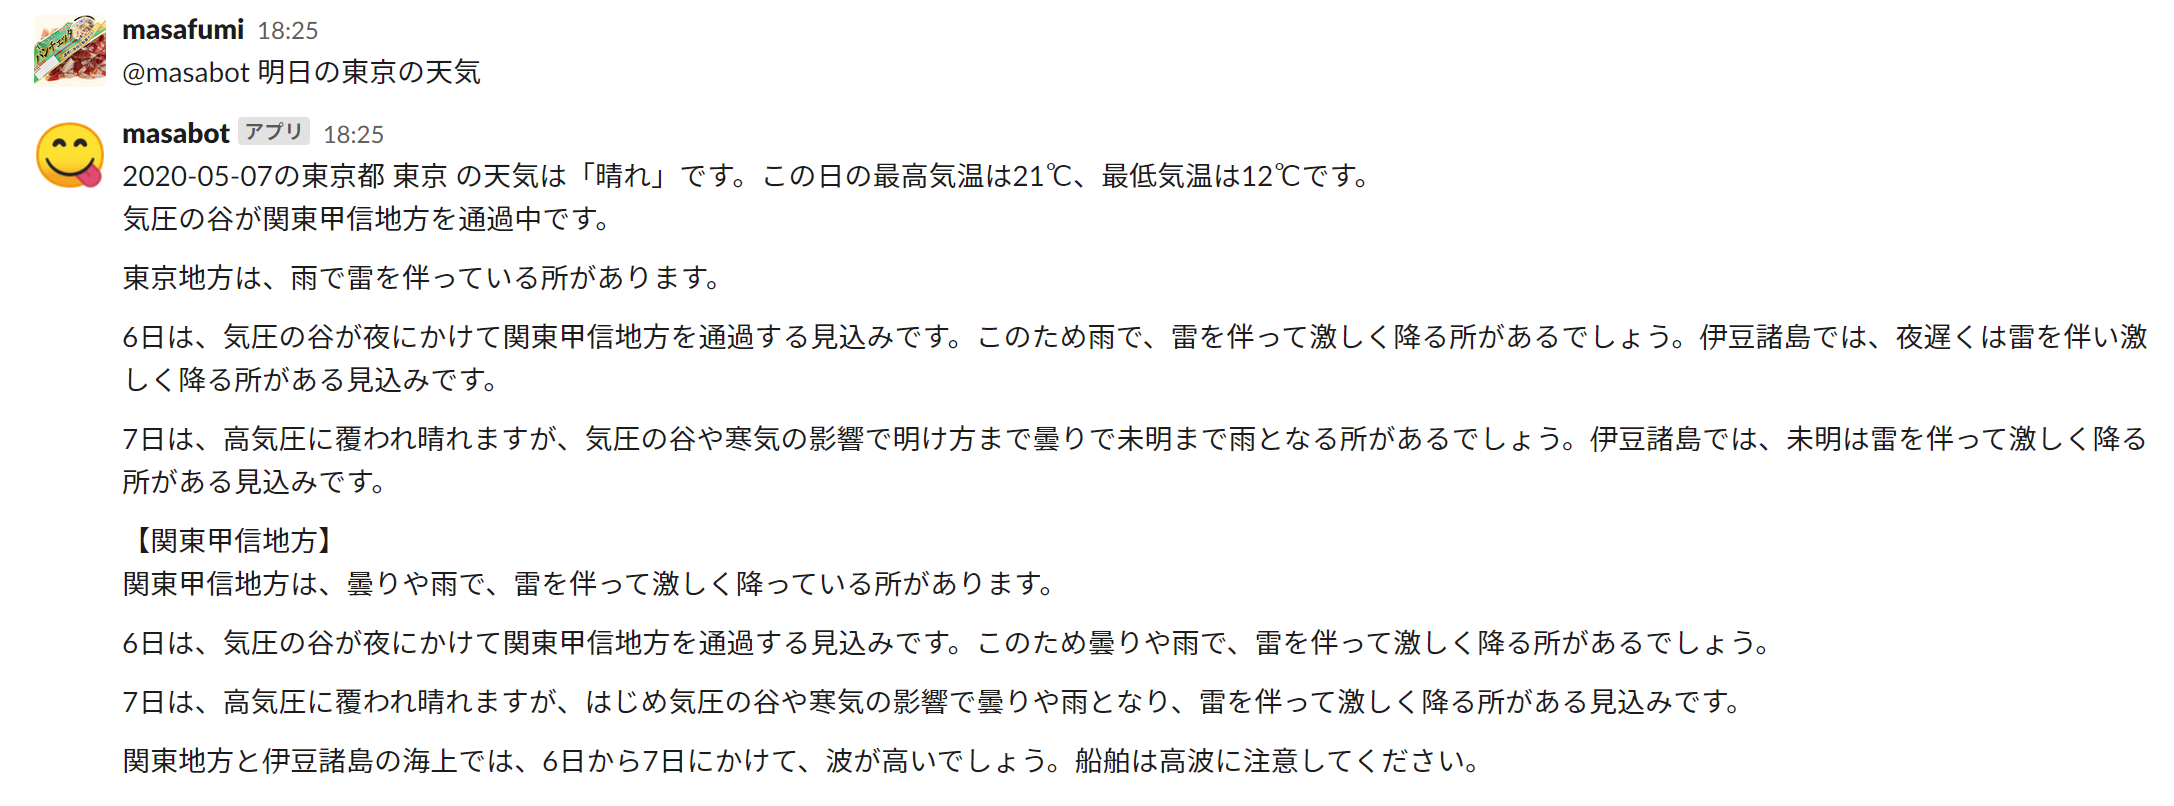 masafumi 18:25
@masabot 明日の東京の天気
パンチェッタ
masabot アプリ 18:25
2020-05-07の東京都 東京 の天気は「晴れ」です。この日の最高気温は21℃、最低気温は12℃です。
気圧の谷が関東甲信地方を通過中です。
東京地方は、雨で雷を伴っている所があります。
6日は、気圧の谷が夜にかけて関東甲信地方を通過する見込みです。このため雨で、雷を伴って激しく降る所があるでしょう。伊豆諸島では、夜遅くは雷を伴い激
しく降る所がある見込みです。
7日は、高気圧に覆われ晴れますが、気圧の谷や寒気の影響で明け方まで曇りで未明まで雨となる所があるでしょう。伊豆諸島では、未明は雷を伴って激しく降る
所がある見込みです。
【関東甲信地方】
関東甲信地方は、曇りや雨で、雷を伴って激しく降っている所があります。
6日は、気圧の谷が夜にかけて関東甲信地方を通過する見込みです。このため曇りや雨で、雷を伴って激しく降る所があるでしょう。
7日は、高気圧に覆われ晴れますが、はじめ気圧の谷や寒気の影響で曇りや雨となり、雷を伴って激しく降る所がある見込みです。
関東地方と伊豆諸島の海上では、6日から7日にかけて、波が高いでしょう。船舶は高波に注意してください。